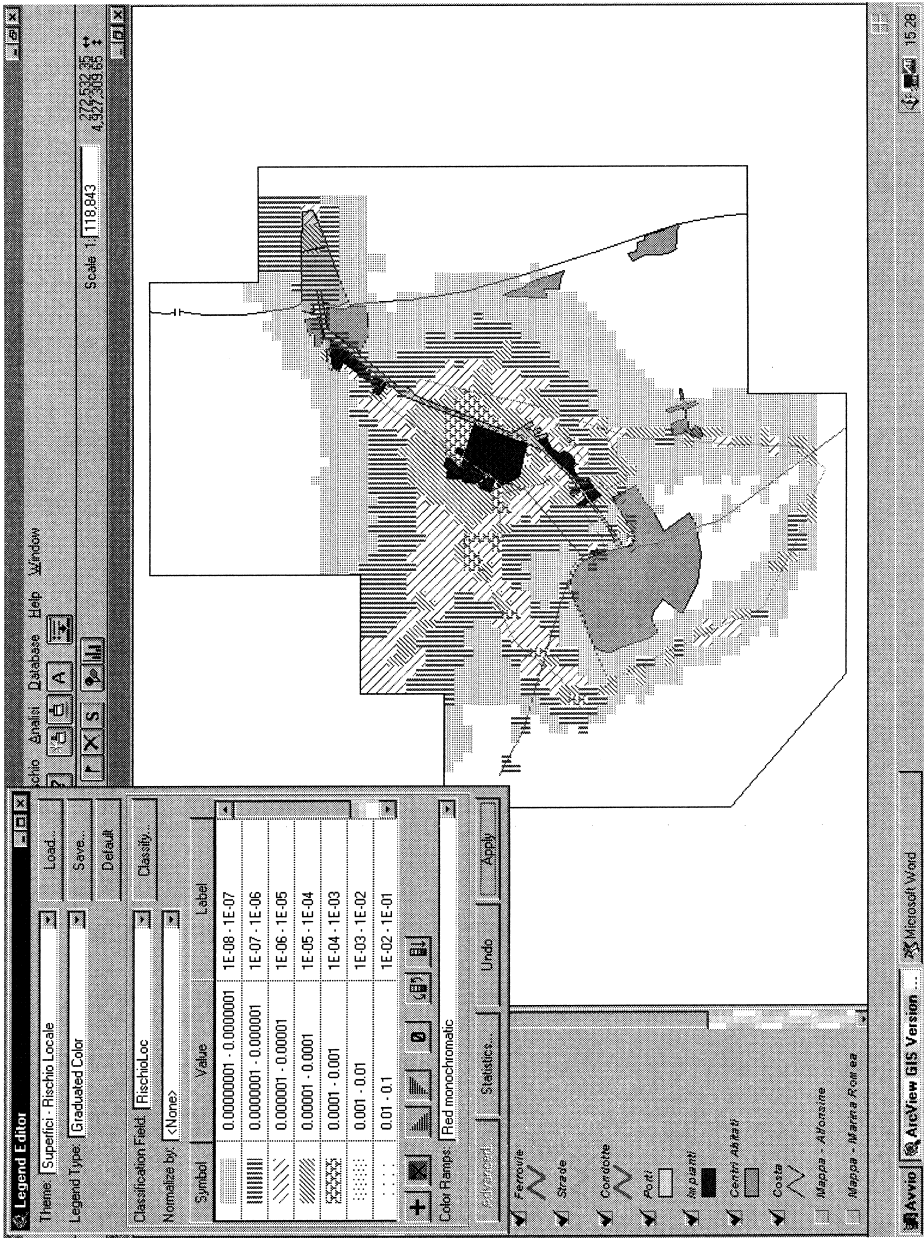 Legend Editor
Theme: Superfici - Rischio Locale
Legend Type: Graduated Color
Load...
Save...
Default
Classification Field: RischioLoc
Normalize by: <None>
Classify...
Symbol Value Label
0.00000001 - 0.0000001 1E-08 - 1E-07
0.0000001 - 0.000001 1E-07 - 1E-06
0.000001 - 0.00001 1E-06 - 1E-05
0.00001 - 0.0001 1E-05 - 1E-04
0.0001 - 0.001 1E-04 - 1E-03
0.001 - 0.01 1E-03 - 1E-02
0.01 - 0.1 1E-02 - 1E-01
Color Ramps: Red monochromatic
Advanced... Statistics... Undo Apply
schio Analisi Database Help Window
? A
X S
Scale 1: 118,843
272,532.35
4,927,309.65
Ferrovie
Strade
Condotte
Porti
Impianti
Centri Abitati
Costa
Mappa - Alfonsine
Mappa - Marina Romea
Avvio ArcView GIS Version ... Microsoft Word 15.28